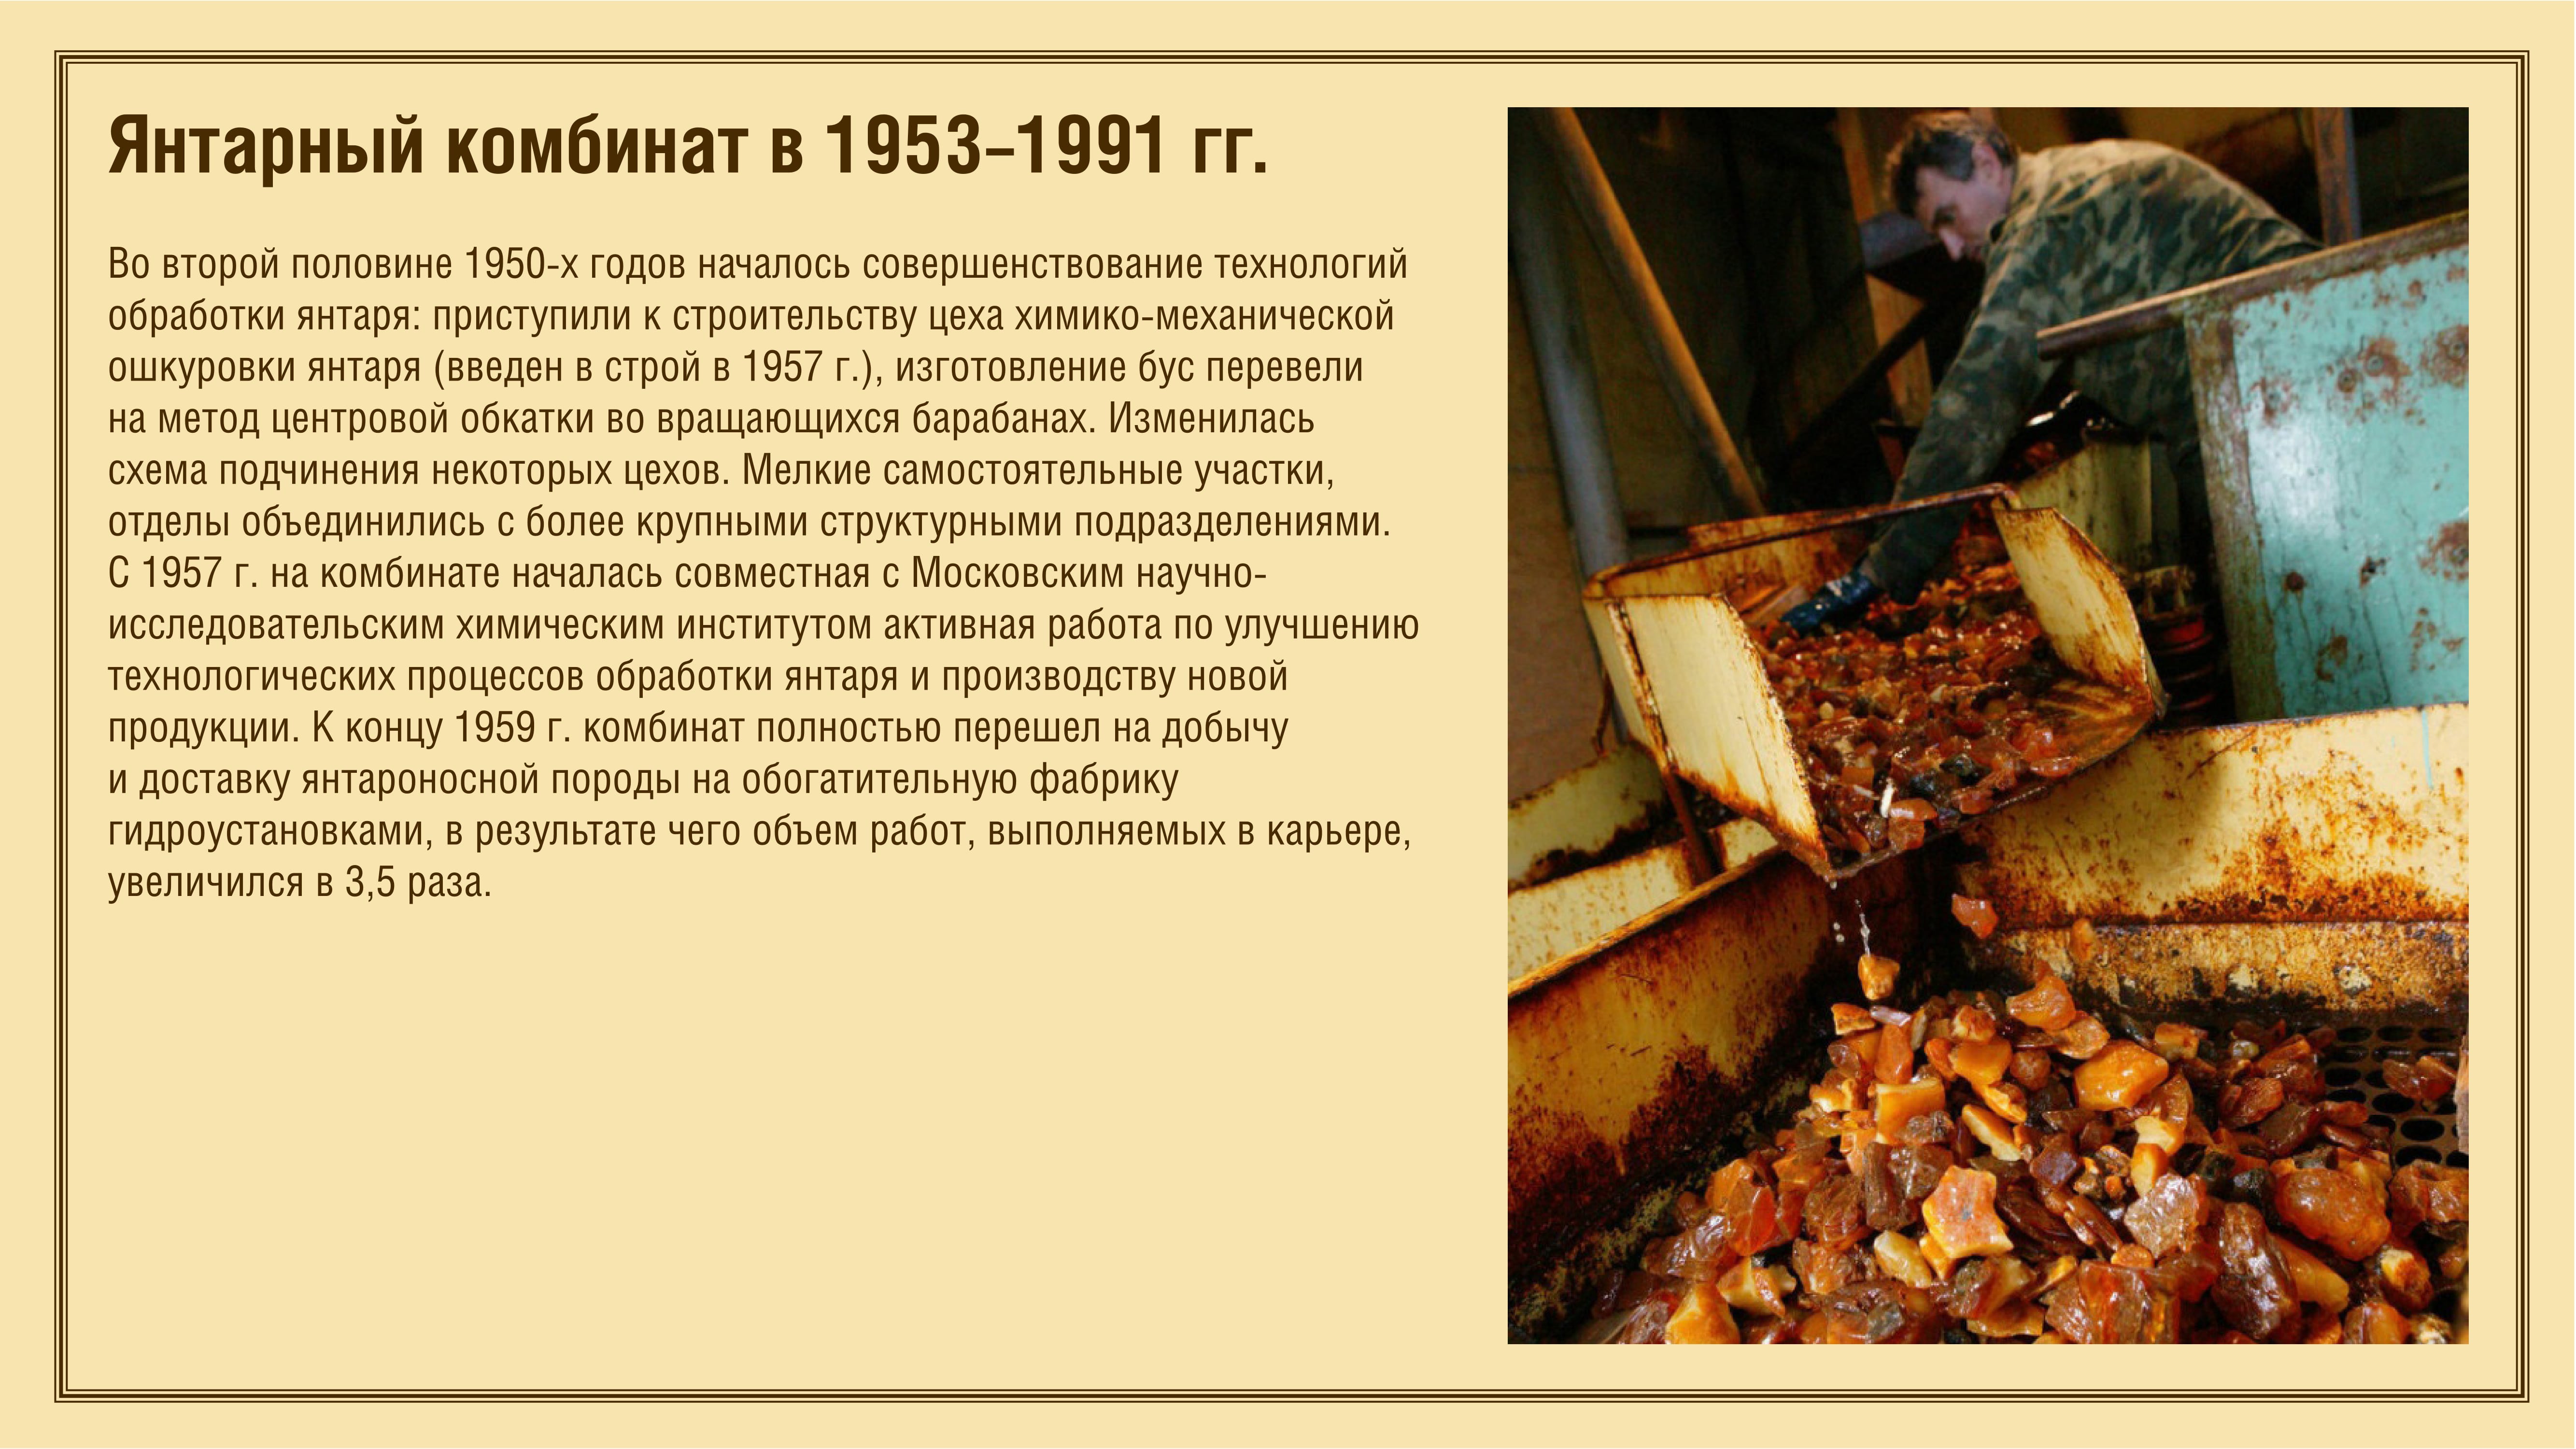 Янтарный комбинат в 1953–1991 гг.
Во второй половине 1950-х годов началось совершенствование технологий
обработки янтаря: приступили к строительству цеха химико-механической
ошкуровки янтаря (введен в строй в 1957 г.), изготовление бус перевели
на метод центровой обкатки во вращающихся барабанах. Изменилась
схема подчинения некоторых цехов. Мелкие самостоятельные участки,
отделы объединились с более крупными структурными подразделениями.
С 1957 г. на комбинате началась совместная с Московским научно-
исследовательским химическим институтом активная работа по улучшению
технологических процессов обработки янтаря и производству новой
продукции. К концу 1959 г. комбинат полностью перешел на добычу
и доставку янтароносной породы на обогатительную фабрику
гидроустановками, в результате чего объем работ, выполняемых в карьере,
увеличился в 3,5 раза.